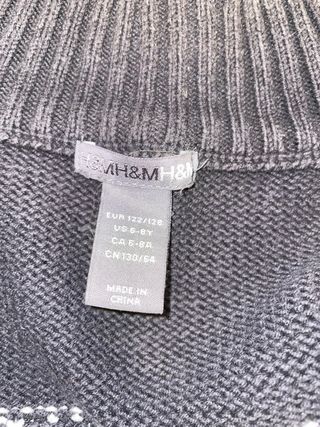 H&MH&MH&M
EUR 122/128
US 6-8Y
CA 6-8A
CN 130/64
MADE IN
CHINA